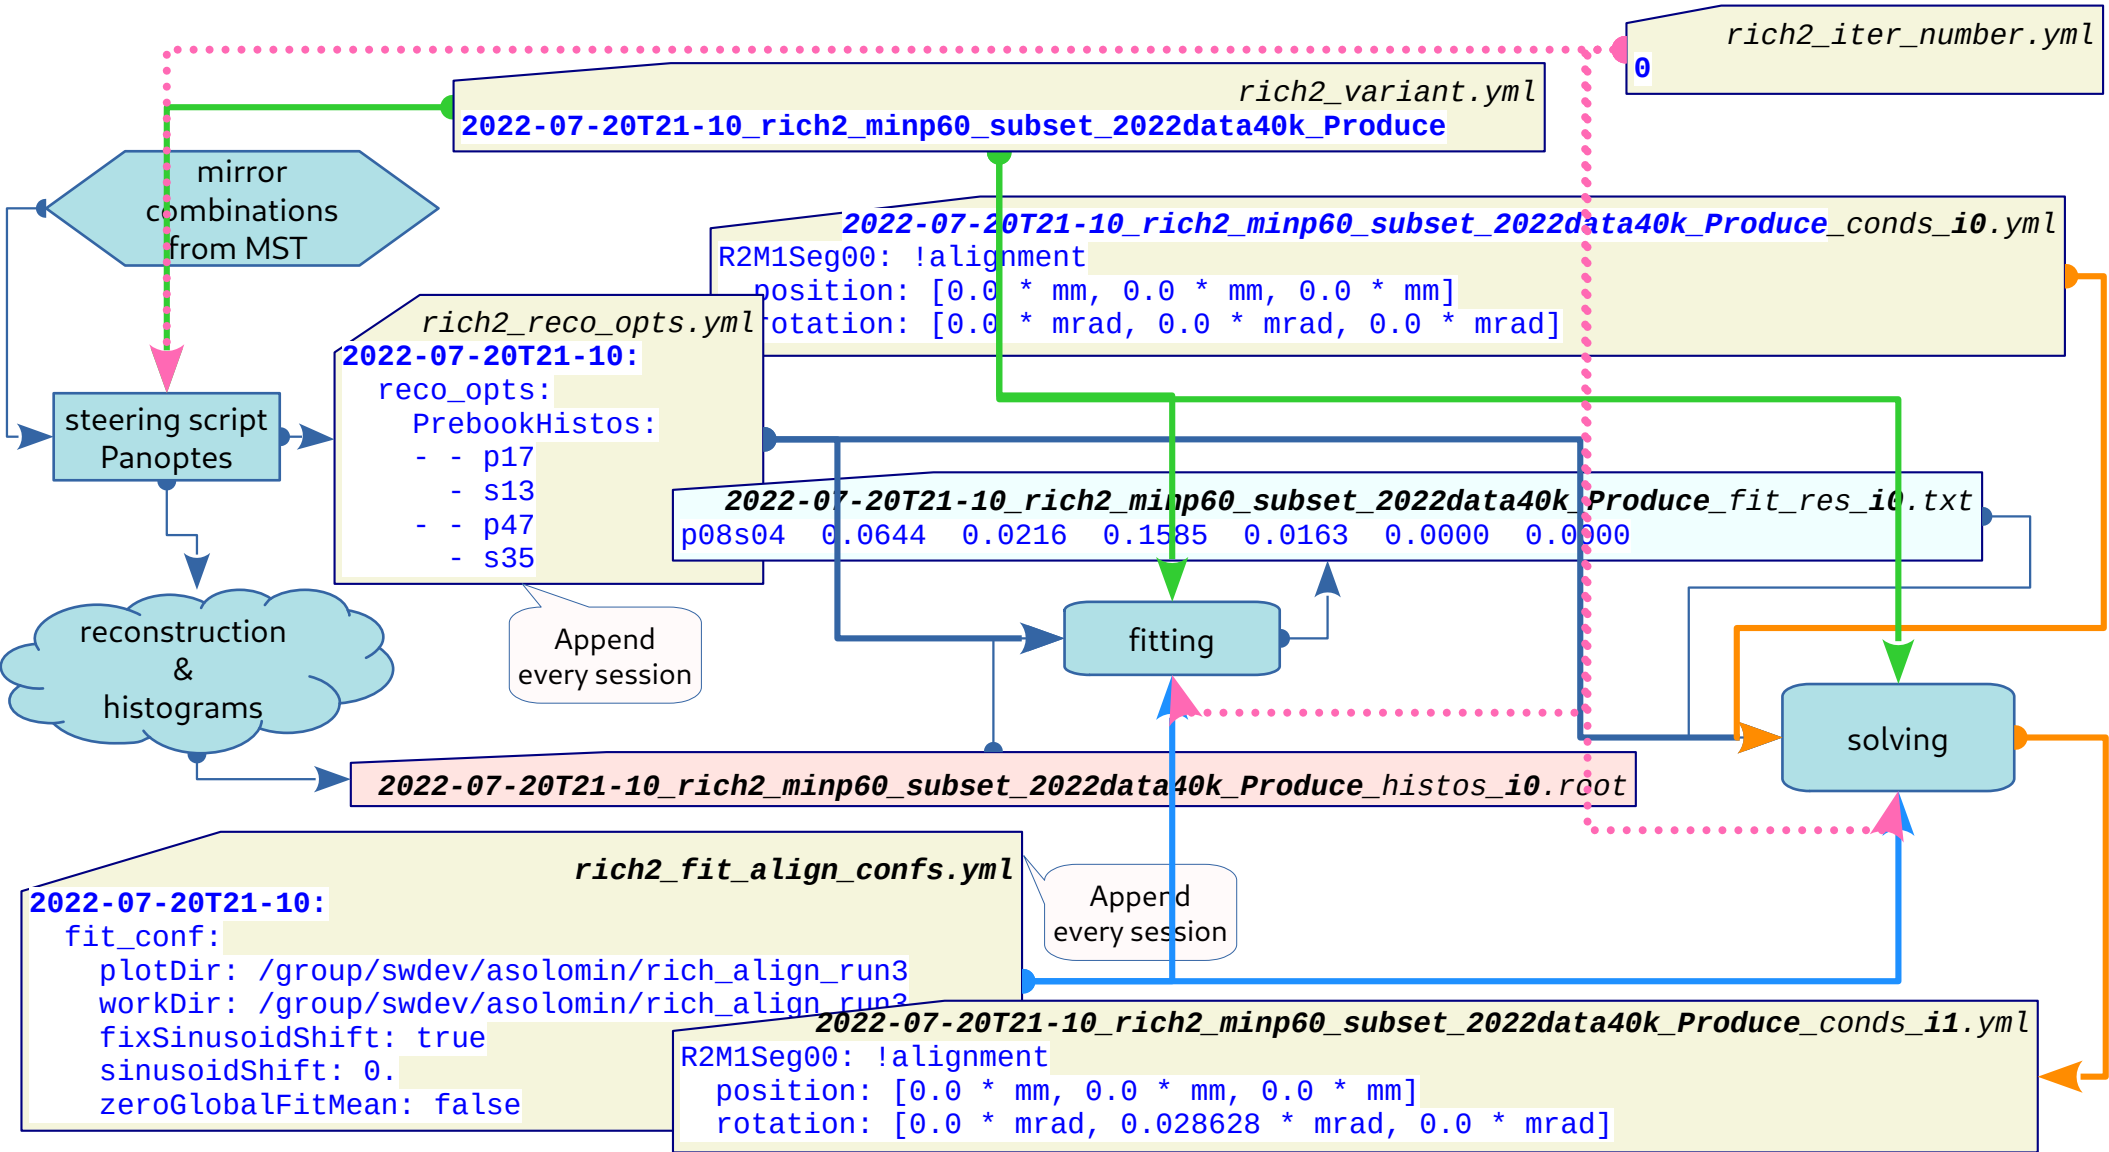 rich2_iter_number.yml
0
rich2_variant.yml
2022-07-20T21-10_rich2_minp60_subset_2022data40k_Produce
mirror
combinations
from MST
2022-07-20T21-10_rich2_minp60_subset_2022data40k_Produce_conds_i0.yml
R2M1Seg00: !alignment
position: [0.0 * mm, 0.0 * mm, 0.0 * mm]
rotation: [0.0 * mrad, 0.0 * mrad, 0.0 * mrad]
rich2_reco_opts.yml
2022-07-20T21-10:
reco_opts:
PrebookHistos:
- - p17
- s13
- - p47
- s35
steering script
Panoptes
2022-07-20T21-10_rich2_minp60_subset_2022data40k_Produce_fit_res_i0.txt
p08s04 0.0644 0.0216 0.1585 0.0163 0.0000 0.0000
reconstruction
&
histograms
Append
every session
fitting
solving
2022-07-20T21-10_rich2_minp60_subset_2022data40k_Produce_histos_i0.root
rich2_fit_align_confs.yml
2022-07-20T21-10:
fit_conf:
plotDir: /group/swdev/asolomin/rich_align_run3
workDir: /group/swdev/asolomin/rich_align_run3
fixSinusoidShift: true
sinusoidShift: 0.
zeroGlobalFitMean: false
Append
every session
2022-07-20T21-10_rich2_minp60_subset_2022data40k_Produce_conds_i1.yml
R2M1Seg00: !alignment
position: [0.0 * mm, 0.0 * mm, 0.0 * mm]
rotation: [0.0 * mrad, 0.028628 * mrad, 0.0 * mrad]